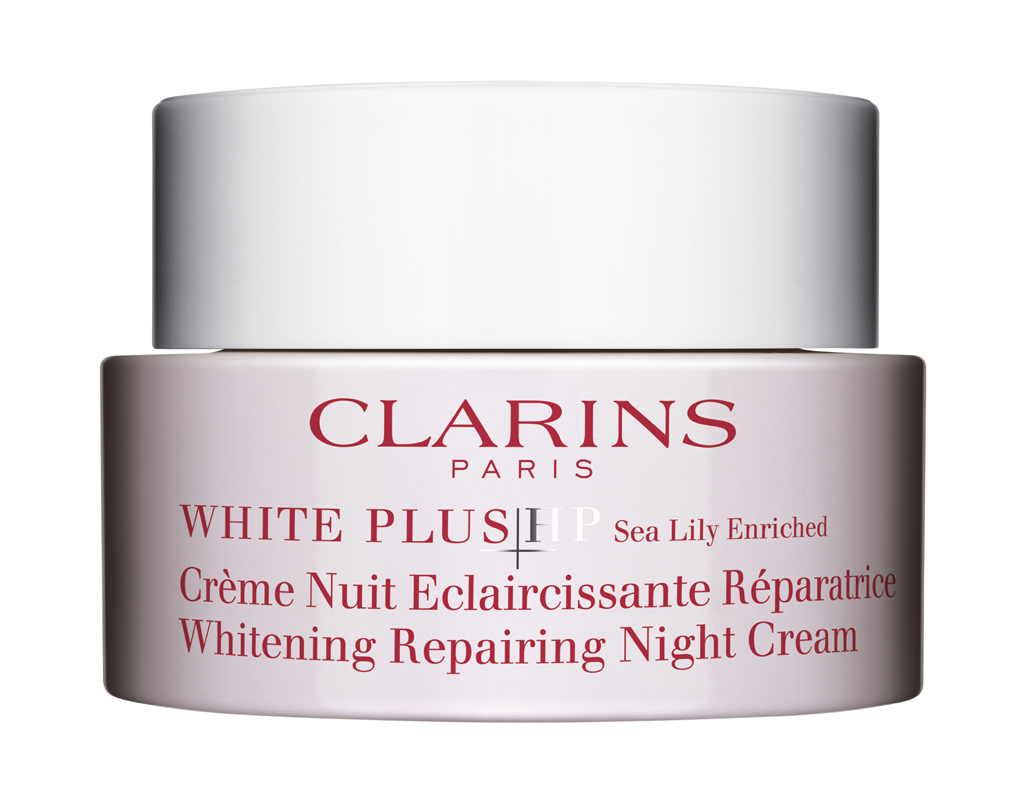 CLARINS
PARIS
WHITE PLUS HP Sea Lily Enriched
Crème Nuit Eclaircissante Réparatrice
Whitening Repairing Night Cream